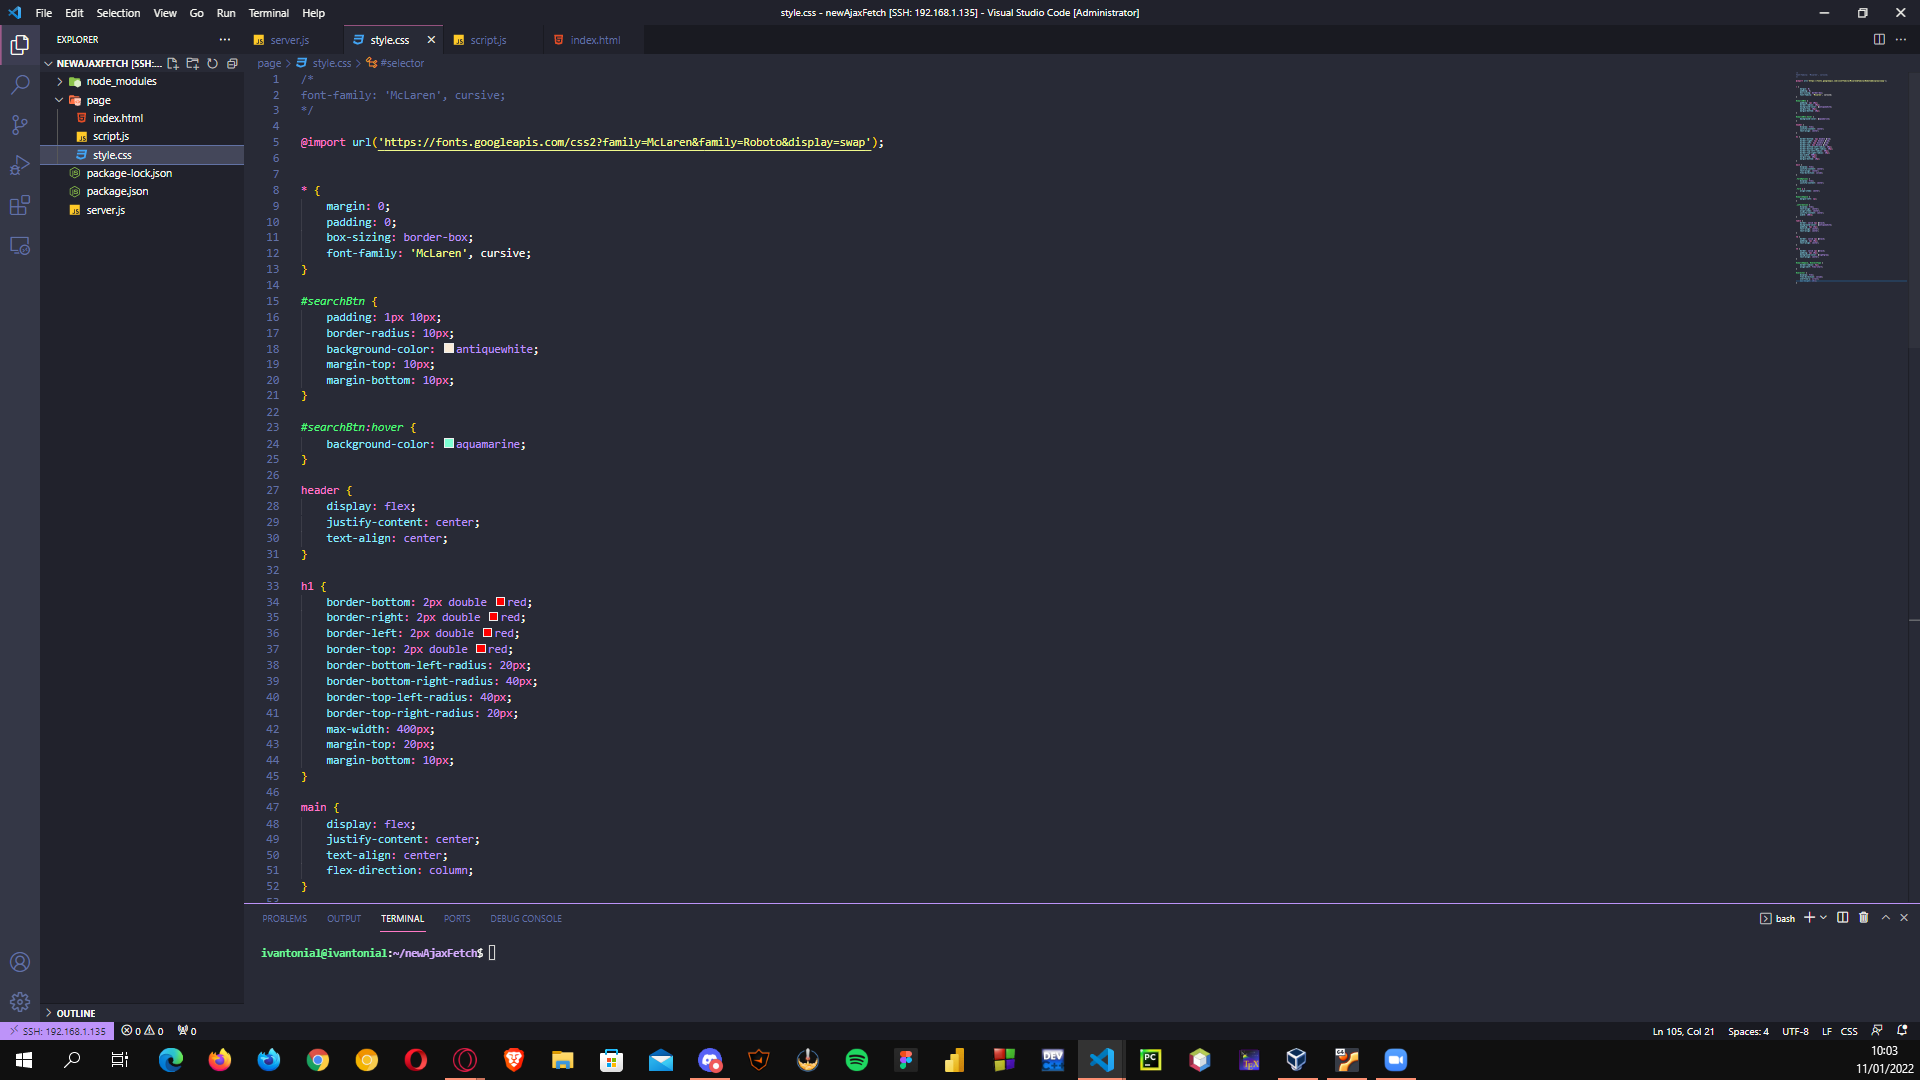 File Edit Selection View Go Run Terminal Help
style.css - newAjaxFetch [SSH: 192.168.1.135] - Visual Studio Code [Administrator]
EXPLORER
NEWAJAXFETCH [SSH:...
node_modules
page
index.html
script.js
style.css
package-lock.json
package.json
server.js
OUTLINE
server.js style.css script.js index.html
page > style.css > #selector
1 /*
2 font-family: 'McLaren', cursive;
3 */
4
5 @import url('https://fonts.googleapis.com/css2?family=McLaren&family=Roboto&display=swap');
6
7
8 * {
9 margin: 0;
10 padding: 0;
11 box-sizing: border-box;
12 font-family: 'McLaren', cursive;
13 }
14
15 #searchBtn {
16 padding: 1px 10px;
17 border-radius: 10px;
18 background-color: antiquewhite;
19 margin-top: 10px;
20 margin-bottom: 10px;
21 }
22
23 #searchBtn:hover {
24 background-color: aquamarine;
25 }
26
27 header {
28 display: flex;
29 justify-content: center;
30 text-align: center;
31 }
32
33 h1 {
34 border-bottom: 2px double red;
35 border-right: 2px double red;
36 border-left: 2px double red;
37 border-top: 2px double red;
38 border-bottom-left-radius: 20px;
39 border-bottom-right-radius: 40px;
40 border-top-left-radius: 40px;
41 border-top-right-radius: 20px;
42 max-width: 400px;
43 margin-top: 20px;
44 margin-bottom: 10px;
45 }
46
47 main {
48 display: flex;
49 justify-content: center;
50 text-align: center;
51 flex-direction: column;
52 }
53
PROBLEMS OUTPUT TERMINAL PORTS DEBUG CONSOLE
bash
ivantonial@ivantonial:~/newAjaxFetch$
SSH: 192.168.1.135 0 0 0
Ln 105, Col 21 Spaces: 4 UTF-8 LF CSS
DEV
PC
10:03
11/01/2022